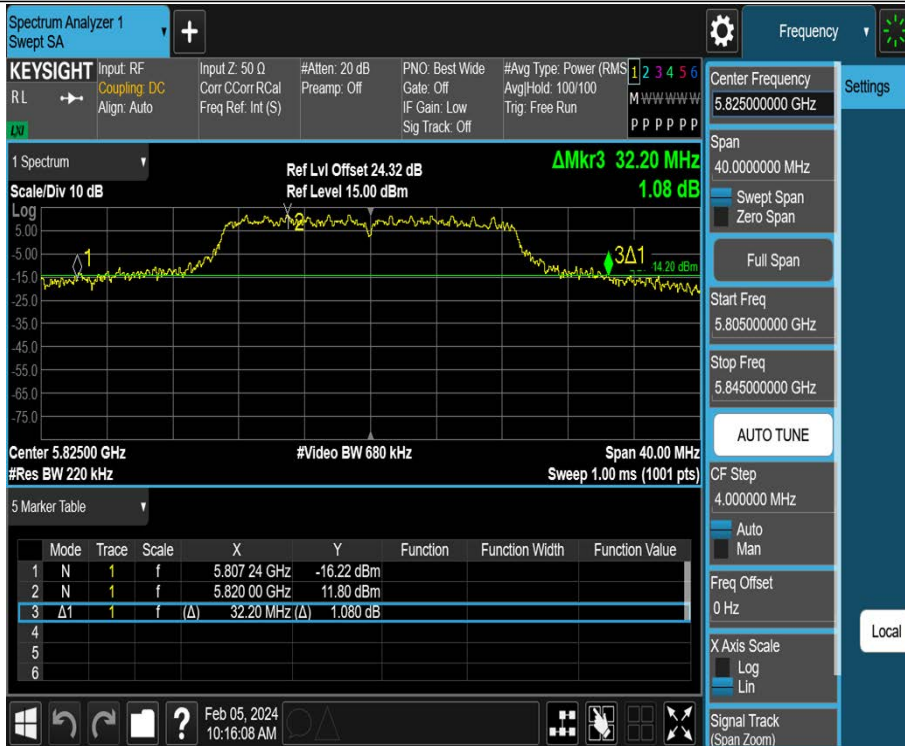 Spectrum Analyzer 1
Swept SA
Frequency
KEYSIGHT
RL
LXI
Input: RF
Coupling: DC
Align: Auto
Input Z: 50 Ω
Corr CCorr RCal
Freq Ref: Int (S)
#Atten: 20 dB
Preamp: Off
PNO: Best Wide
Gate: Off
IF Gain: Low
Sig Track: Off
#Avg Type: Power (RMS
Avg|Hold: 100/100
Trig: Free Run
1 2 3 4 5 6
M W W W W W
P P P P P P
1 Spectrum
Scale/Div 10 dB
Ref Lvl Offset 24.32 dB
Ref Level 15.00 dBm
ΔMkr3 32.20 MHz
1.08 dB
Log
5.00
-5.00
-15.0
-25.0
-35.0
-45.0
-55.0
-65.0
-75.0
1
2
3Δ1
14.20 dBm
Center 5.82500 GHz
#Video BW 680 kHz
Span 40.00 MHz
#Res BW 220 kHz
Sweep 1.00 ms (1001 pts)
5 Marker Table
Mode Trace Scale X Y Function Function Width Function Value
1 N 1 f 5.807 24 GHz -16.22 dBm
2 N 1 f 5.820 00 GHz 11.80 dBm
3 Δ1 1 f (Δ) 32.20 MHz (Δ) 1.080 dB
4
5
6
Feb 05, 2024
10:16:08 AM
Center Frequency
5.825000000 GHz
Span
40.0000000 MHz
Swept Span
Zero Span
Full Span
Start Freq
5.805000000 GHz
Stop Freq
5.845000000 GHz
AUTO TUNE
CF Step
4.000000 MHz
Auto
Man
Freq Offset
0 Hz
X Axis Scale
Log
Lin
Signal Track
(Span Zoom)
Settings
Local